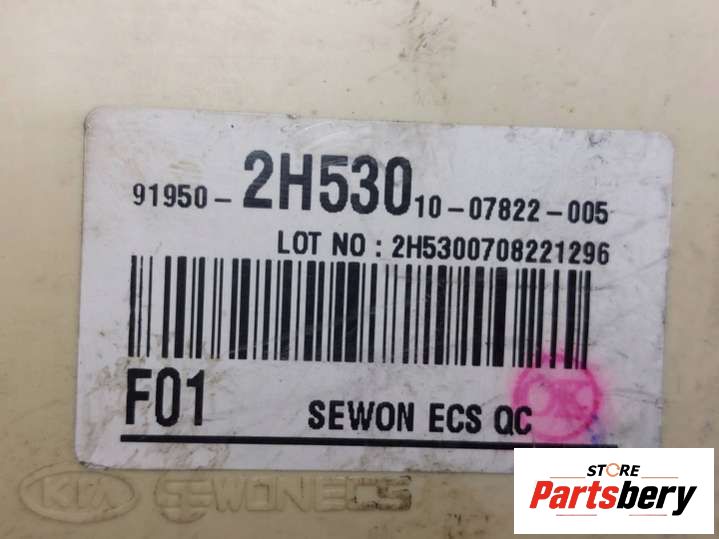 91950-2H530 10-07822-005
LOT NO : 2H5300708221296
F01 SEWON ECS QC
KIA SEWONECS
STORE
Partsbery